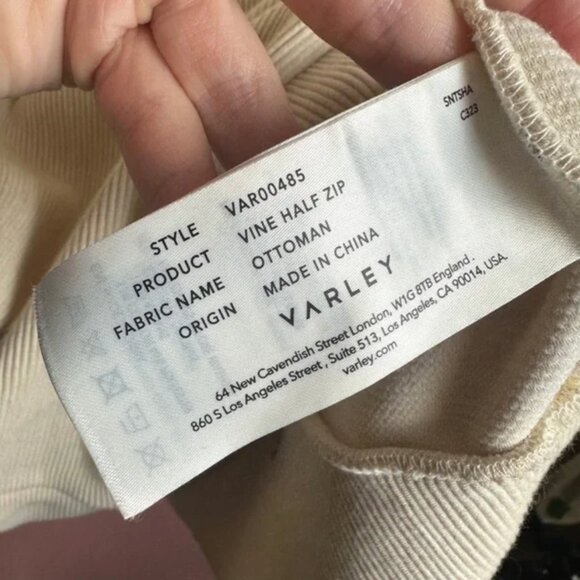 SNTSHA
C323
STYLE VAR00485
PRODUCT VINE HALF ZIP
FABRIC NAME OTTOMAN
ORIGIN MADE IN CHINA
VARLEY
64 New Cavendish Street London, W1G 8TB England.
860 S Los Angeles Street, Suite 513, Los Angeles, CA 90014, USA.
varley.com